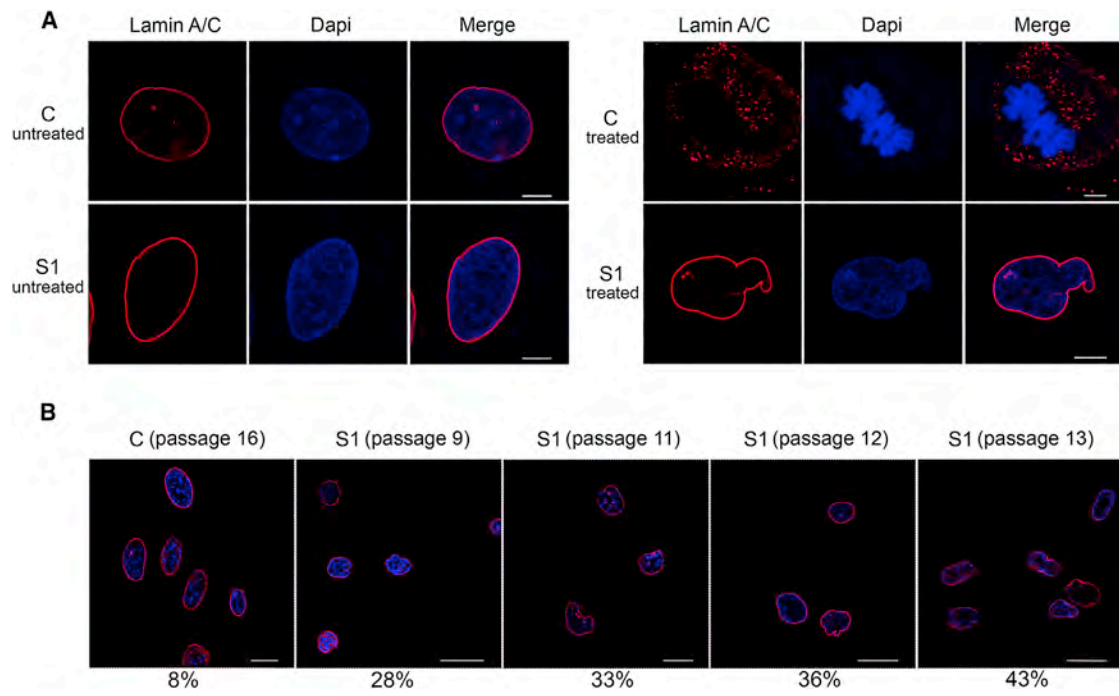 A
Lamin A/C Dapi Merge
Lamin A/C Dapi Merge
C
untreated
C
treated
S1
untreated
S1
treated
B
C (passage 16) S1 (passage 9) S1 (passage 11) S1 (passage 12) S1 (passage 13)
8% 28% 33% 36% 43%